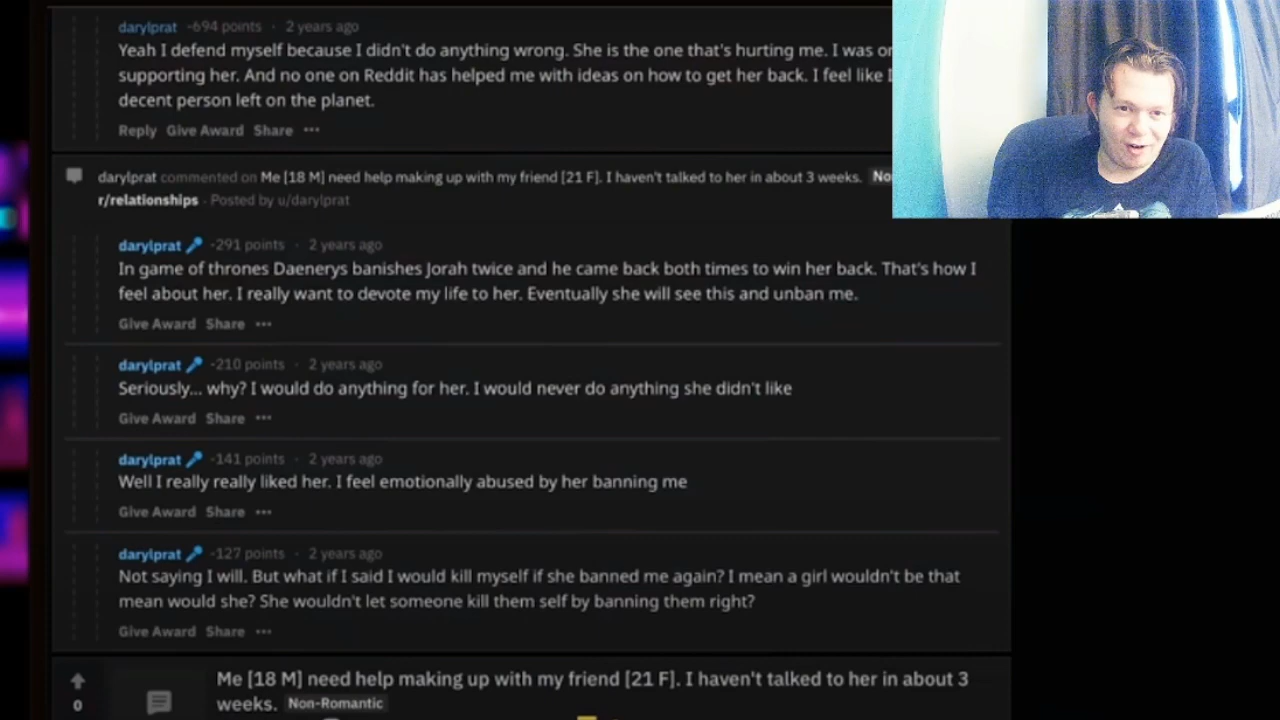 darylprat -694 points · 2 years ago
Yeah I defend myself because I didn't do anything wrong. She is the one that's hurting me. I was
supporting her. And no one on Reddit has helped me with ideas on how to get her back. I feel like
decent person left on the planet.
Reply Give Award Share •••
darylprat commented on Me [18 M] need help making up with my friend [21 F]. I haven't talked to her in about 3 weeks.
r/relationships · Posted by u/darylprat
darylprat -291 points · 2 years ago
In game of thrones Daenerys banishes Jorah twice and he came back both times to win her back. That's how I
feel about her. I really want to devote my life to her. Eventually she will see this and unban me.
Give Award Share •••
darylprat -210 points · 2 years ago
Seriously... why? I would do anything for her. I would never do anything she didn't like
Give Award Share •••
darylprat -141 points · 2 years ago
Well I really really liked her. I feel emotionally abused by her banning me
Give Award Share •••
darylprat -127 points · 2 years ago
Not saying I will. But what if I said I would kill myself if she banned me again? I mean a girl wouldn't be that
mean would she? She wouldn't let someone kill them self by banning them right?
Give Award Share •••
Me [18 M] need help making up with my friend [21 F]. I haven't talked to her in about 3
0 weeks. Non-Romantic